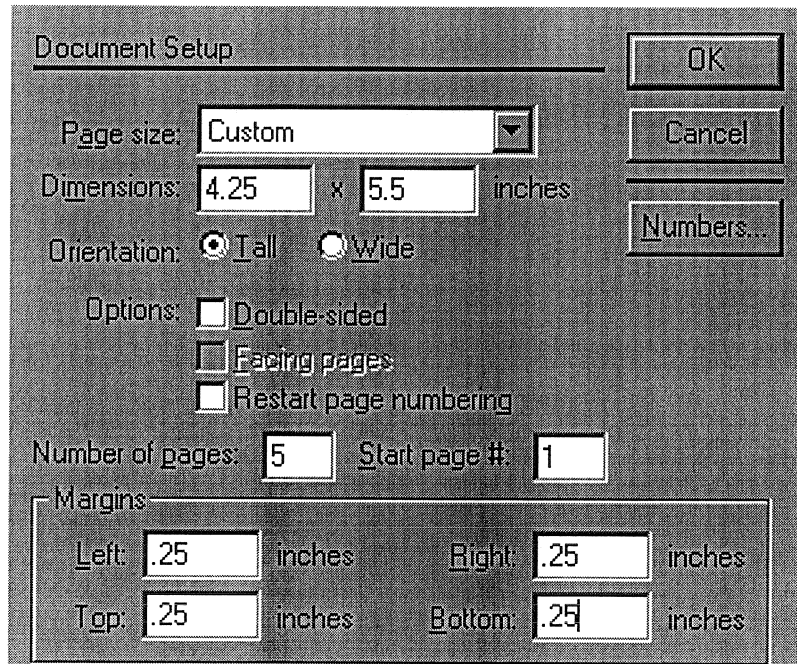 Document Setup
OK
Page size: Custom
Cancel
Dimensions: 4.25 x 5.5 inches
Numbers...
Orientation: Tall Wide
Options: Double-sided
Facing pages
Restart page numbering
Number of pages: 5 Start page #: 1
Margins
Left: .25 inches Right: .25 inches
Top: .25 inches Bottom: .25 inches